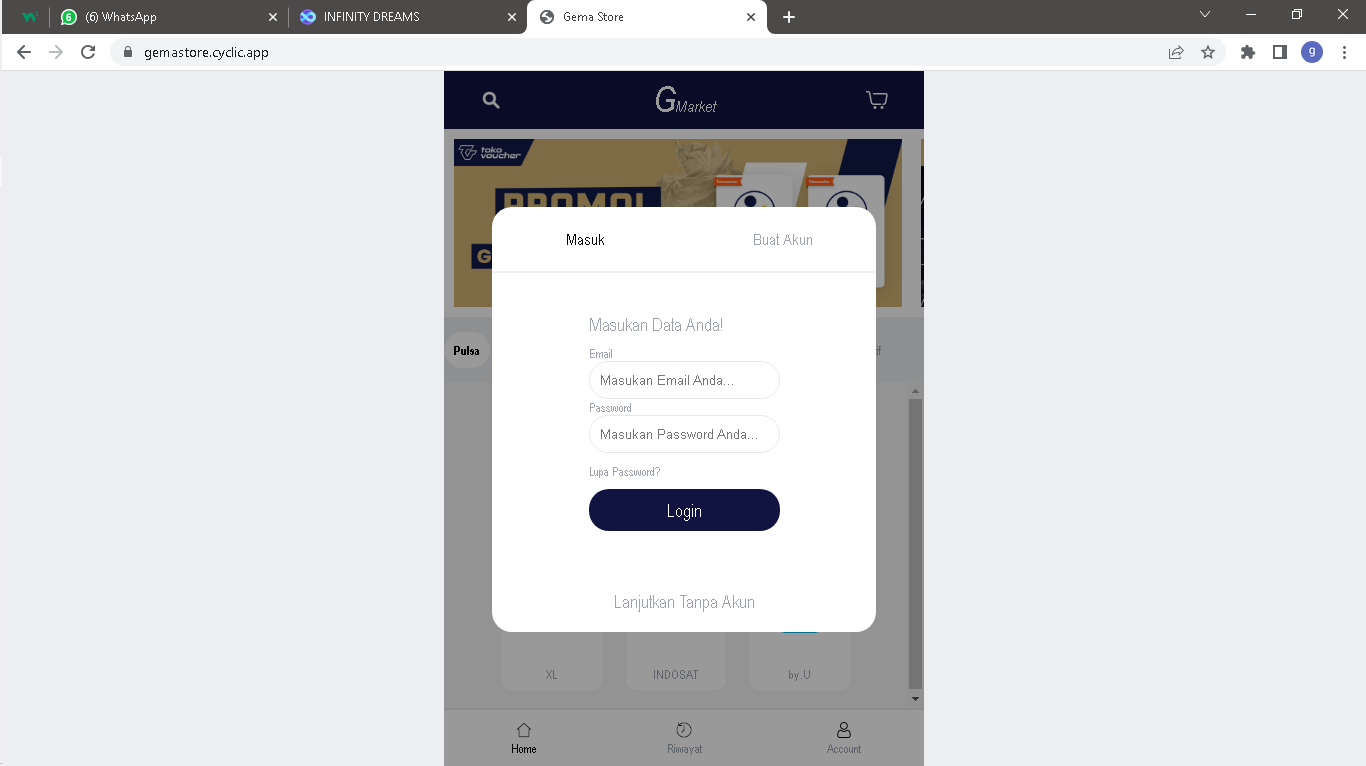 (6) WhatsApp
INFINITY DREAMS
Gema Store
gemastore.cyclic.app
g
GMarket
toko
voucher
PROMO!
G
Masuk
Buat Akun
Masukan Data Anda!
Pulsa
Email
Masukan Email Anda...
Password
Masukan Password Anda...
Lupa Password?
Login
Lanjutkan Tanpa Akun
XL
INDOSAT
by.U
Home
Riwayat
Account